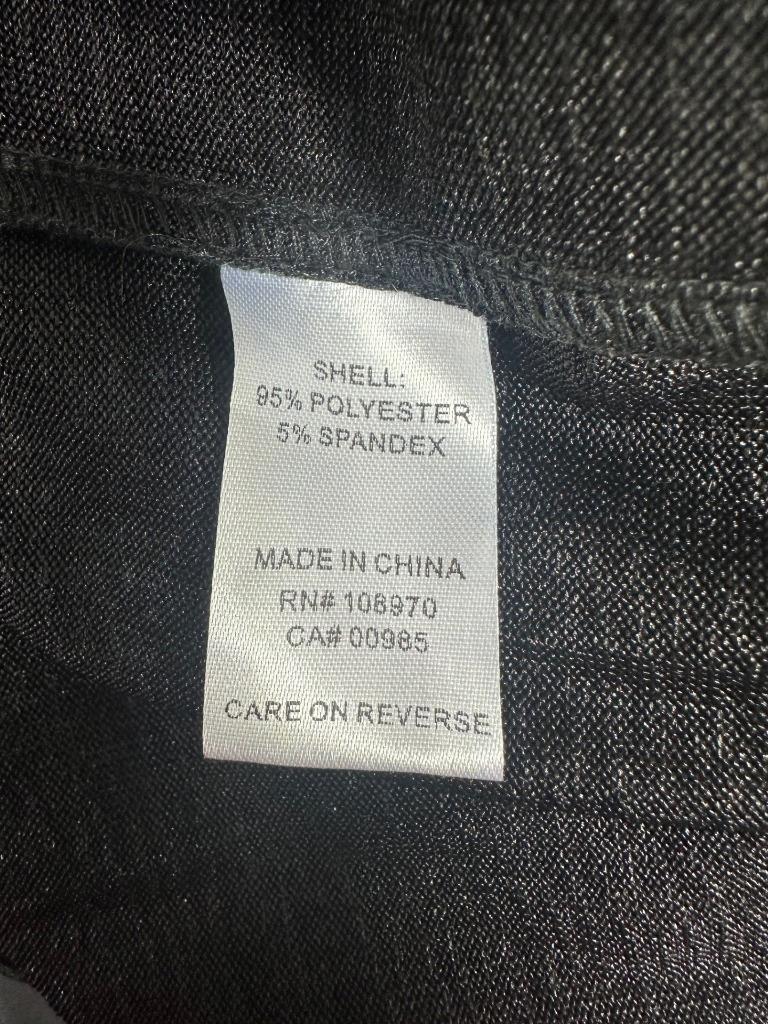 SHELL:
95% POLYESTER
5% SPANDEX
MADE IN CHINA
RN# 108970
CA# 00985
CARE ON REVERSE